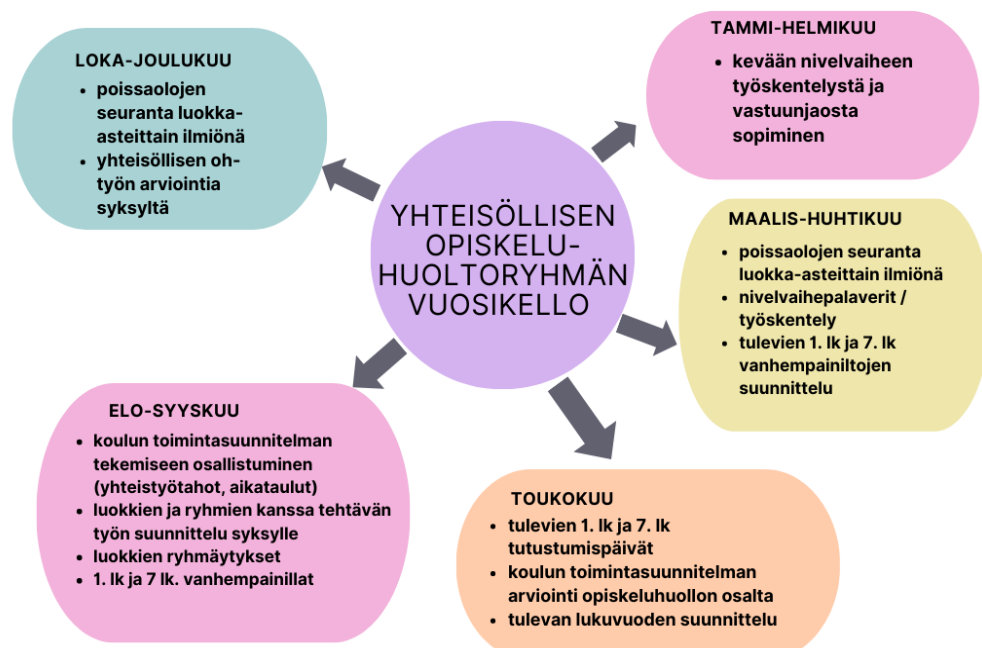 YHTEISÖLLISEN
OPISKELU-
HUOLTORYHMÄN
VUOSIKELLO
TAMMI-HELMIKUU
• kevään nivelvaiheen
työskentelystä ja
vastuunjaosta
sopiminen
MAALIS-HUHTIKUU
• poissaolojen seuranta
luokka-asteittain ilmiönä
• nivelvaihepalaverit /
työskentely
• tulevien 1. lk ja 7. lk
vanhempainiltojen
suunnittelu
TOUKOKUU
• tulevien 1. lk ja 7. lk
tutustumispäivät
• koulun toimintasuunnitelman
arviointi opiskeluhuollon osalta
• tulevan lukuvuoden suunnittelu
ELO-SYYSKUU
• koulun toimintasuunnitelman
tekemiseen osallistuminen
(yhteistyötahot, aikataulut)
• luokkien ja ryhmien kanssa tehtävän
työn suunnittelu syksylle
• luokkien ryhmäytykset
• 1. lk ja 7 lk. vanhempainillat
LOKA-JOULUKUU
• poissaolojen
seuranta luokka-
asteittain ilmiönä
• yhteisöllisen oh-
työn arviointia
syksyltä